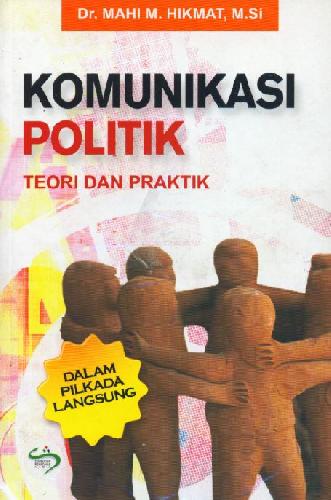 Dr. MAHI M. HIKMAT, M.Si
KOMUNIKASI
POLITIK
TEORI DAN PRAKTIK
DALAM
PILKADA
LANGSUNG